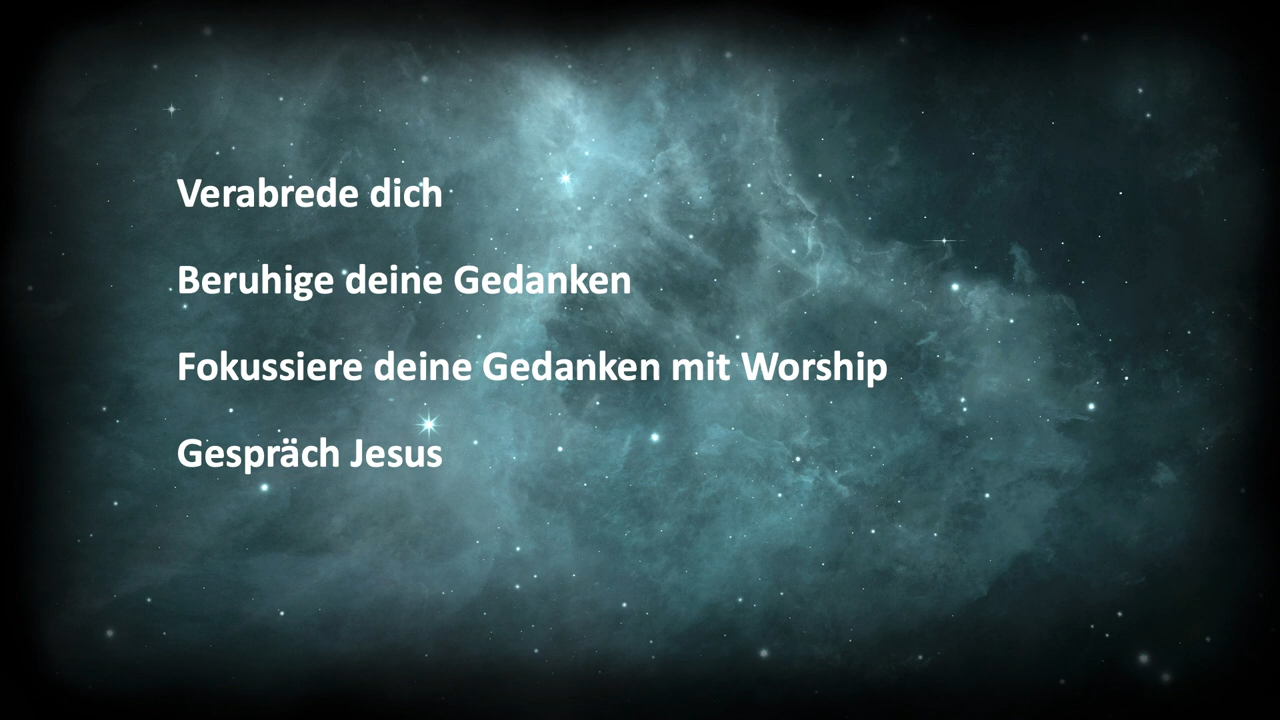 Verabrede dich
Beruhige deine Gedanken
Fokussiere deine Gedanken mit Worship
Gespräch Jesus